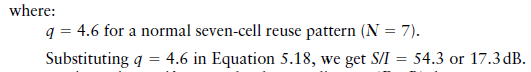 where:
q = 4.6 for a normal seven-cell reuse pattern (N = 7).
Substituting q = 4.6 in Equation 5.18, we get S/I = 54.3 or 17.3 dB.